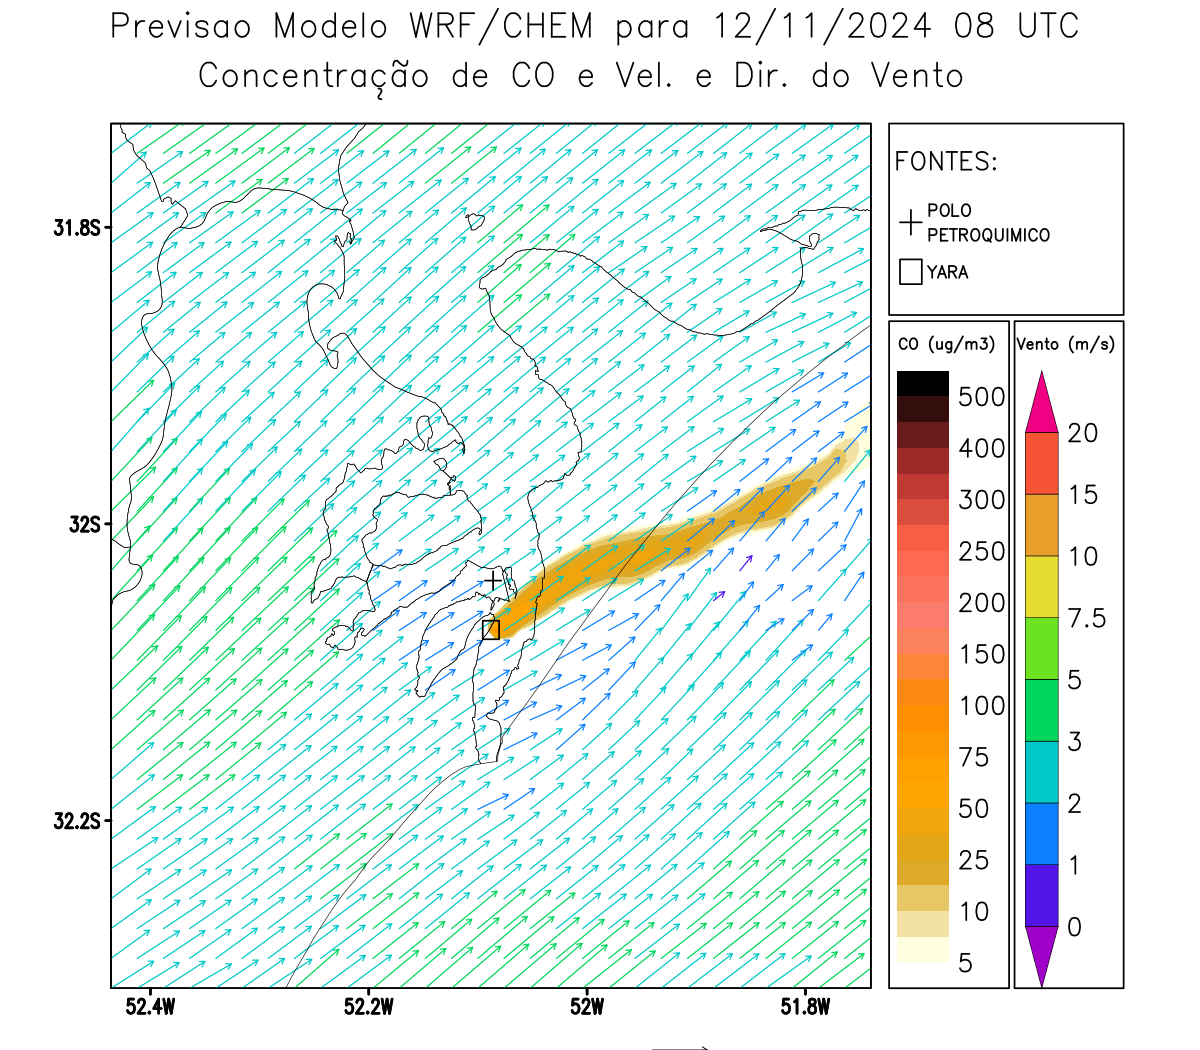 Previsao Modelo WRF/CHEM para 12/11/2024 08 UTC
Concentração de CO e Vel. e Dir. do Vento
FONTES:
POLO
PETROQUIMICO
YARA
CO (ug/m3)
500
400
300
250
200
150
100
75
50
25
10
5
Vento (m/s)
20
15
10
7.5
5
3
2
1
0
31.8S
32S
32.2S
52.4W
52.2W
52W
51.8W